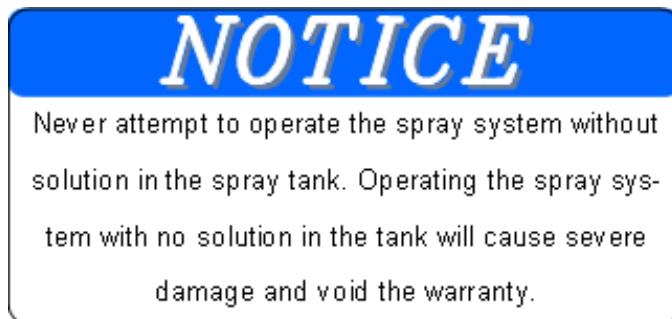 NOTICE
Never attempt to operate the spray system without
solution in the spray tank. Operating the spray sys-
tem with no solution in the tank will cause severe
damage and void the warranty.